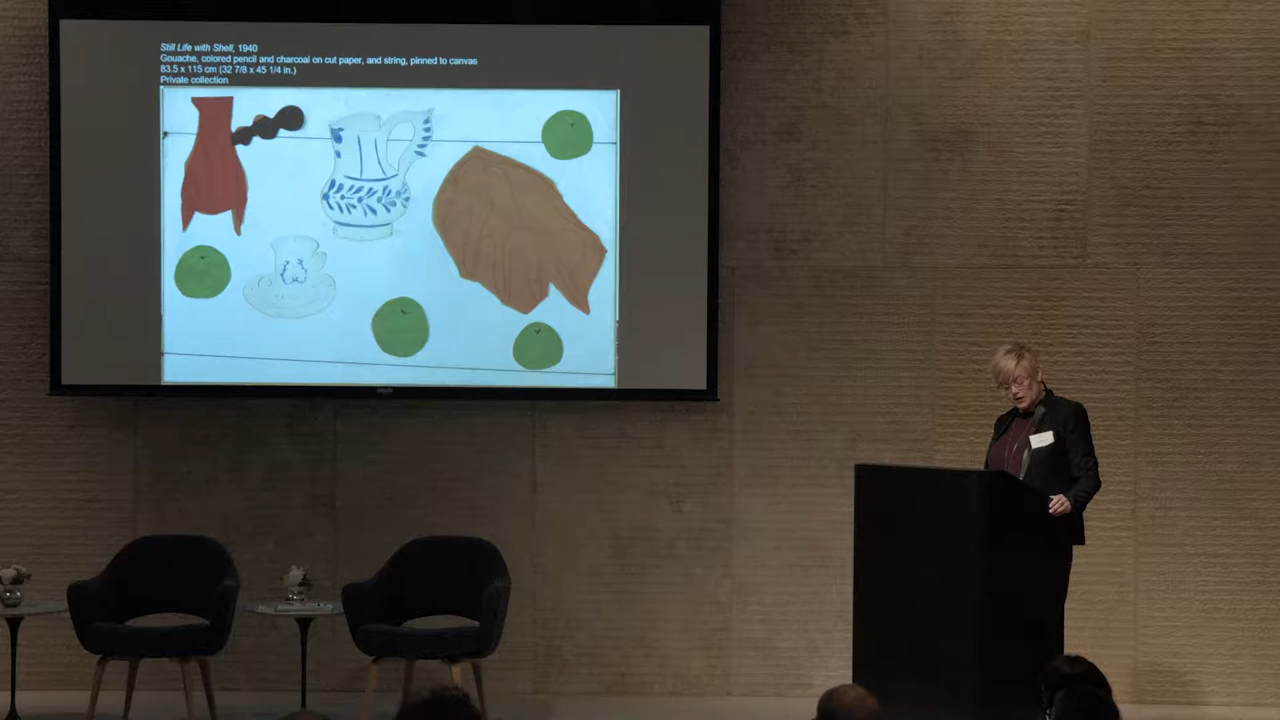 Still Life with Shell, 1940
Gouache, colored pencil and charcoal on cut paper, and string, pinned to canvas
83.5 x 115 cm (32 7/8 x 45 1/4 in.)
Private collection